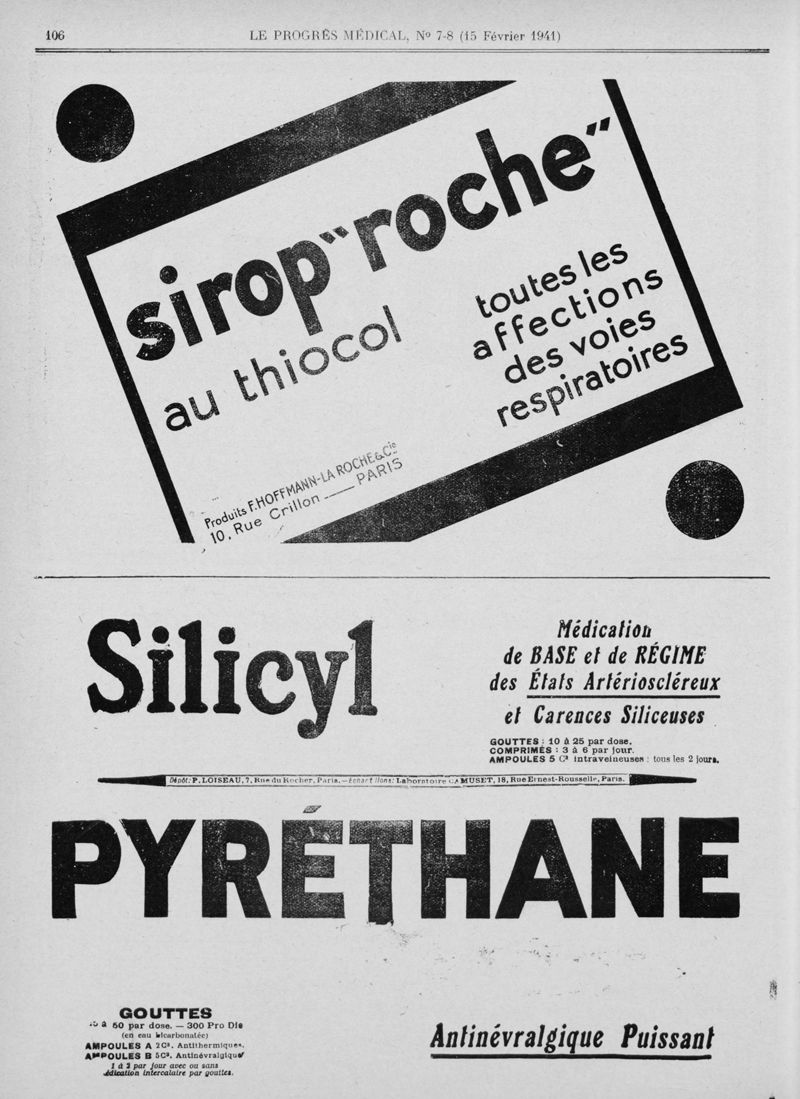 106
LE PROGRÈS MÉDICAL, Nº 7-8 (15 Février 1941)
sirop "roche"
au thiocol
toutes les
affections
des voies
respiratoires
Produits F. HOFFMANN-LA ROCHE & Cie
10, Rue Crillon — PARIS
Silicyl
Médication
de BASE et de RÉGIME
des États Artérioscléreux
et Carences Siliceuses
GOUTTES : 10 à 25 par dose.
COMPRIMÉS : 3 à 6 par jour.
AMPOULES 5 Cᵌ intraveineuses : tous les 2 jours.
Dépôt: P. LOISEAU, 7, Rue du Rocher, Paris. — Échantillons: Laboratoire CAMUSET, 18, Rue Ernest-Rousselle, Paris.
PYRÉTHANE
GOUTTES
à 50 par dose. — 300 Pro Die
(en eau bicarbonatée)
AMPOULES A 2Cᵌ. Antithermiques.
AMPOULES B 5Cᵌ. Antinévralgiques
1 à 2 par jour avec ou sans
médication intercalaire par gouttes.
Antinévralgique Puissant